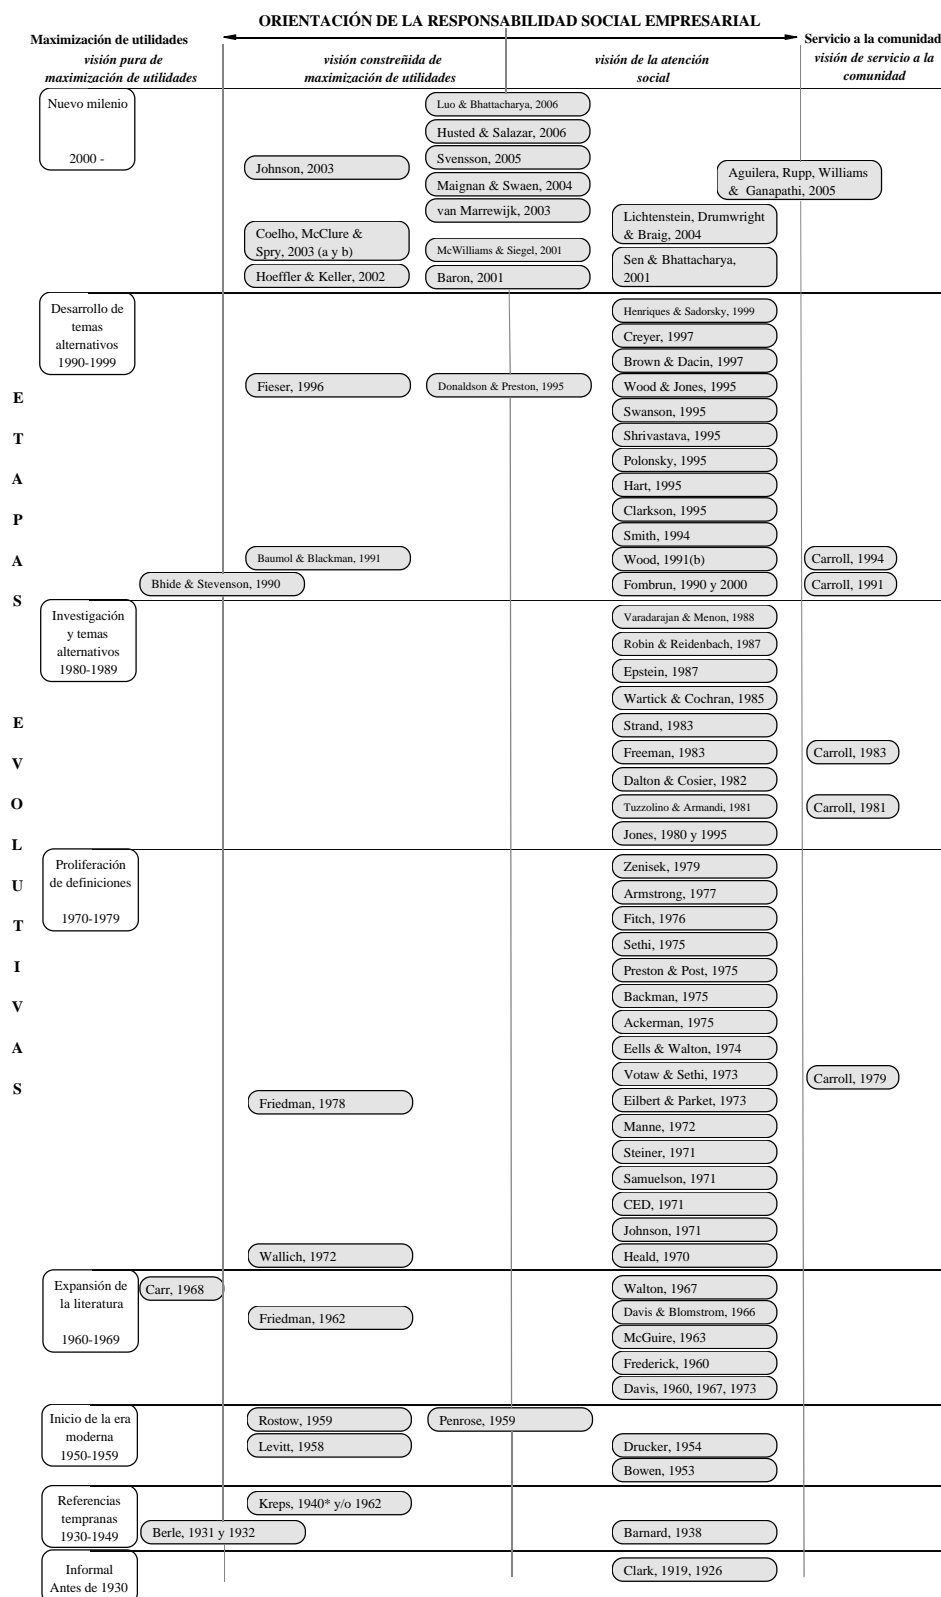 ORIENTACIÓN DE LA RESPONSABILIDAD SOCIAL EMPRESARIAL
Maximización de utilidades
Servicio a la comunidad
visión pura de
maximización de utilidades
visión constreñida de
maximización de utilidades
visión de la atención
social
visión de servicio a la
comunidad
E
T
A
P
A
S
E
V
O
L
U
T
I
V
A
S
Nuevo milenio
2000 -
Johnson, 2003
Coelho, McClure &
Spry, 2003 (a y b)
Hoeffler & Keller, 2002
Luo & Bhattacharya, 2006
Husted & Salazar, 2006
Svensson, 2005
Maignan & Swaen, 2004
van Marrewijk, 2003
McWilliams & Siegel, 2001
Baron, 2001
Aguilera, Rupp, Williams
& Ganapathi, 2005
Lichtenstein, Drumwright
& Braig, 2004
Sen & Bhattacharya,
2001
Desarrollo de
temas
alternativos
1990-1999
Fieser, 1996
Baumol & Blackman, 1991
Bhide & Stevenson, 1990
Donaldson & Preston, 1995
Henriques & Sadorsky, 1999
Creyer, 1997
Brown & Dacin, 1997
Wood & Jones, 1995
Swanson, 1995
Shrivastava, 1995
Polonsky, 1995
Hart, 1995
Clarkson, 1995
Smith, 1994
Wood, 1991(b)
Fombrun, 1990 y 2000
Carroll, 1994
Carroll, 1991
Investigación
y temas
alternativos
1980-1989
Varadarajan & Menon, 1988
Robin & Reidenbach, 1987
Epstein, 1987
Wartick & Cochran, 1985
Strand, 1983
Freeman, 1983
Dalton & Cosier, 1982
Tuzzolino & Armandi, 1981
Jones, 1980 y 1995
Carroll, 1983
Carroll, 1981
Proliferación
de definiciones
1970-1979
Friedman, 1978
Wallich, 1972
Zenisek, 1979
Armstrong, 1977
Fitch, 1976
Sethi, 1975
Preston & Post, 1975
Backman, 1975
Ackerman, 1975
Eells & Walton, 1974
Votaw & Sethi, 1973
Eilbert & Parket, 1973
Manne, 1972
Steiner, 1971
Samuelson, 1971
CED, 1971
Johnson, 1971
Heald, 1970
Carroll, 1979
Expansión de
la literatura
1960-1969
Carr, 1968
Friedman, 1962
Walton, 1967
Davis & Blomstrom, 1966
McGuire, 1963
Frederick, 1960
Davis, 1960, 1967, 1973
Inicio de la era
moderna
1950-1959
Rostow, 1959
Levitt, 1958
Penrose, 1959
Drucker, 1954
Bowen, 1953
Referencias
tempranas
1930-1949
Kreps, 1940* y/o 1962
Berle, 1931 y 1932
Barnard, 1938
Informal
Antes de 1930
Clark, 1919, 1926